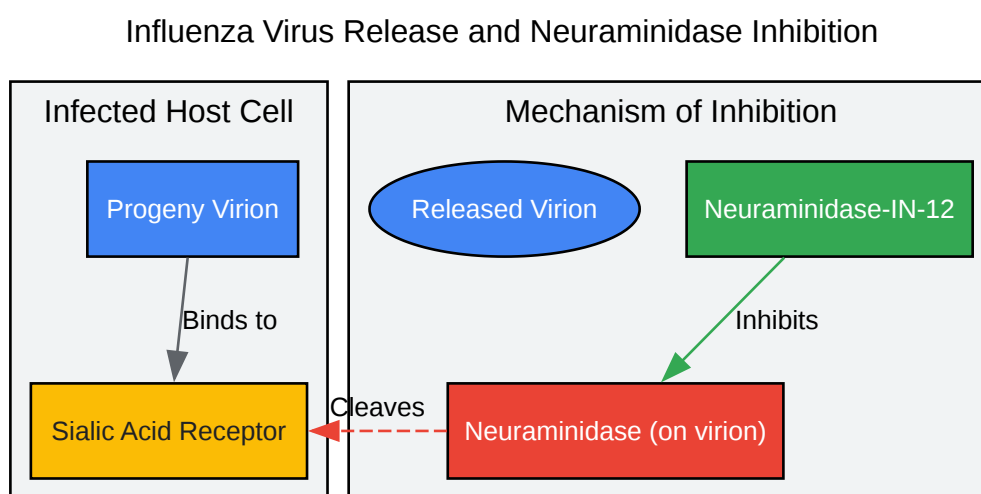 Influenza Virus Release and Neuraminidase Inhibition
Infected Host Cell
Mechanism of Inhibition
Progeny Virion
Released Virion
Neuraminidase-IN-12
Binds to
Inhibits
Sialic Acid Receptor
Cleaves
Neuraminidase (on virion)